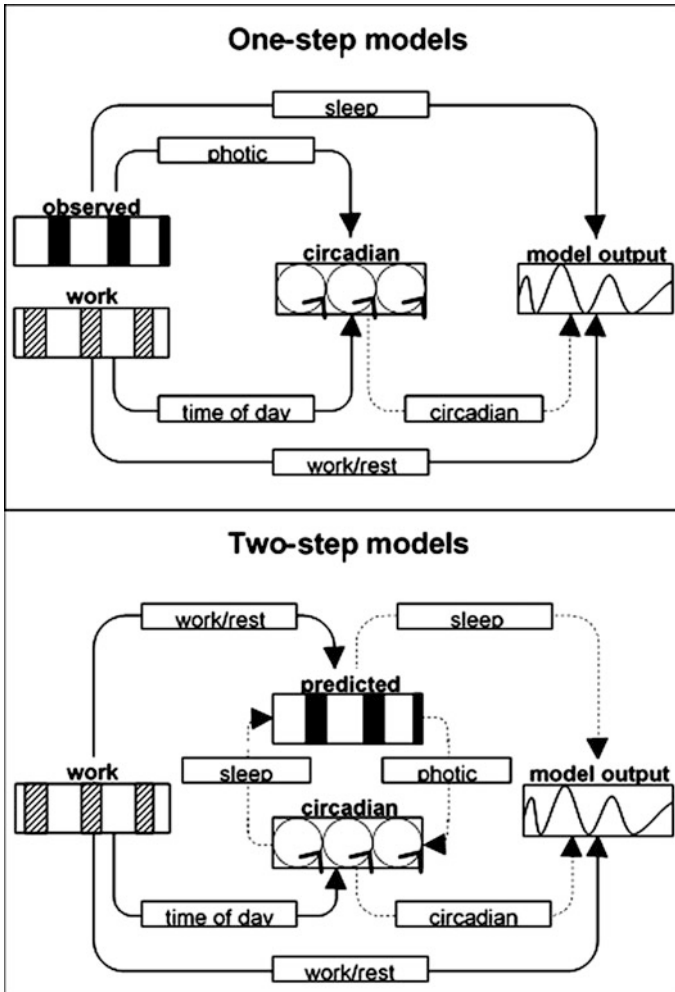 One-step models
sleep
photic
observed
circadian
model output
work
time of day
circadian
work/rest
Two-step models
work/rest
sleep
predicted
work
sleep
photic
model output
circadian
time of day
circadian
work/rest